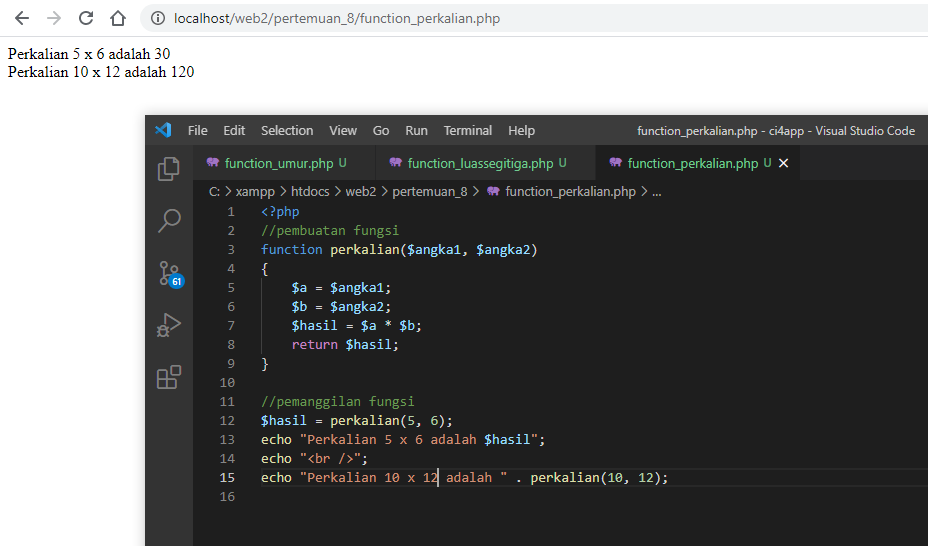 localhost/web2/pertemuan_8/function_perkalian.php
Perkalian 5 x 6 adalah 30
Perkalian 10 x 12 adalah 120
File Edit Selection View Go Run Terminal Help function_perkalian.php - ci4app - Visual Studio Code
function_umur.php U function_luassegitiga.php U function_perkalian.php U
C: > xampp > htdocs > web2 > pertemuan_8 > function_perkalian.php > ...
1 <?php
2 //pembuatan fungsi
3 function perkalian($angka1, $angka2)
4 {
5 $a = $angka1;
6 $b = $angka2;
7 $hasil = $a * $b;
8 return $hasil;
9 }
10
11 //pemanggilan fungsi
12 $hasil = perkalian(5, 6);
13 echo "Perkalian 5 x 6 adalah $hasil";
14 echo "<br />";
15 echo "Perkalian 10 x 12 adalah " . perkalian(10, 12);
16
61